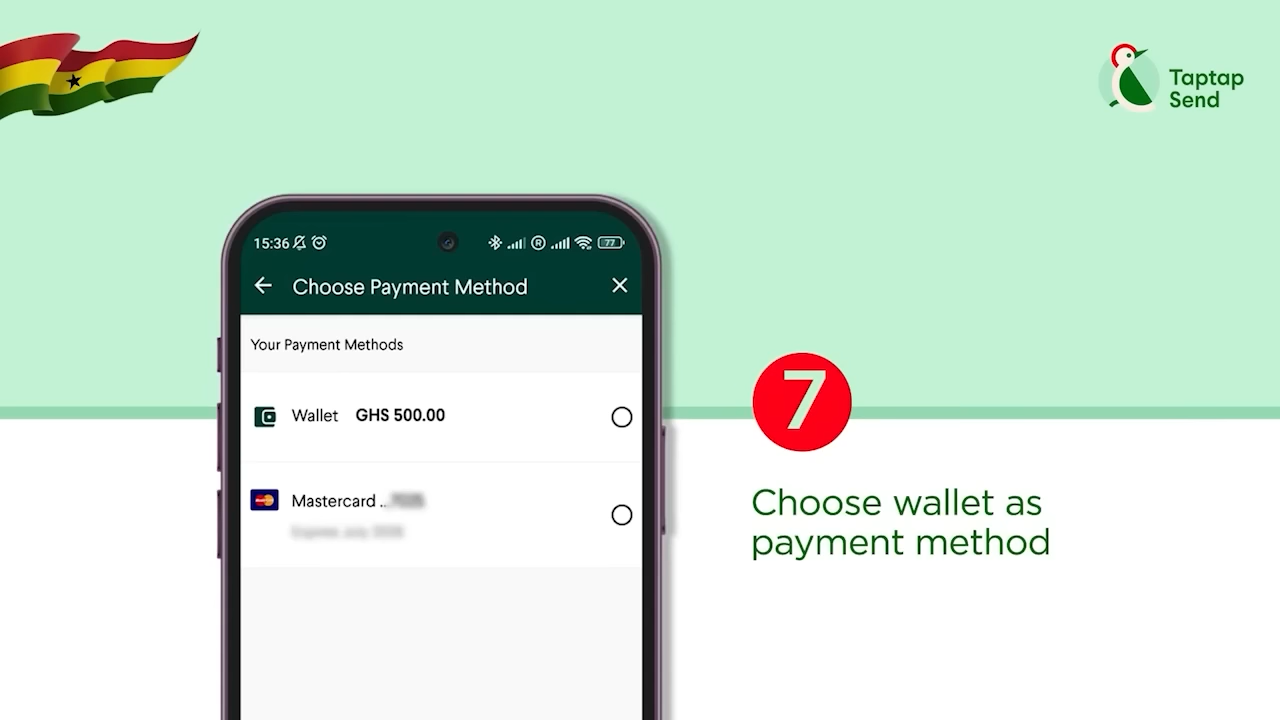 Taptap
Send
15:36
77
Choose Payment Method
Your Payment Methods
Wallet GHS 500.00
Mastercard ..
7
Choose wallet as
payment method